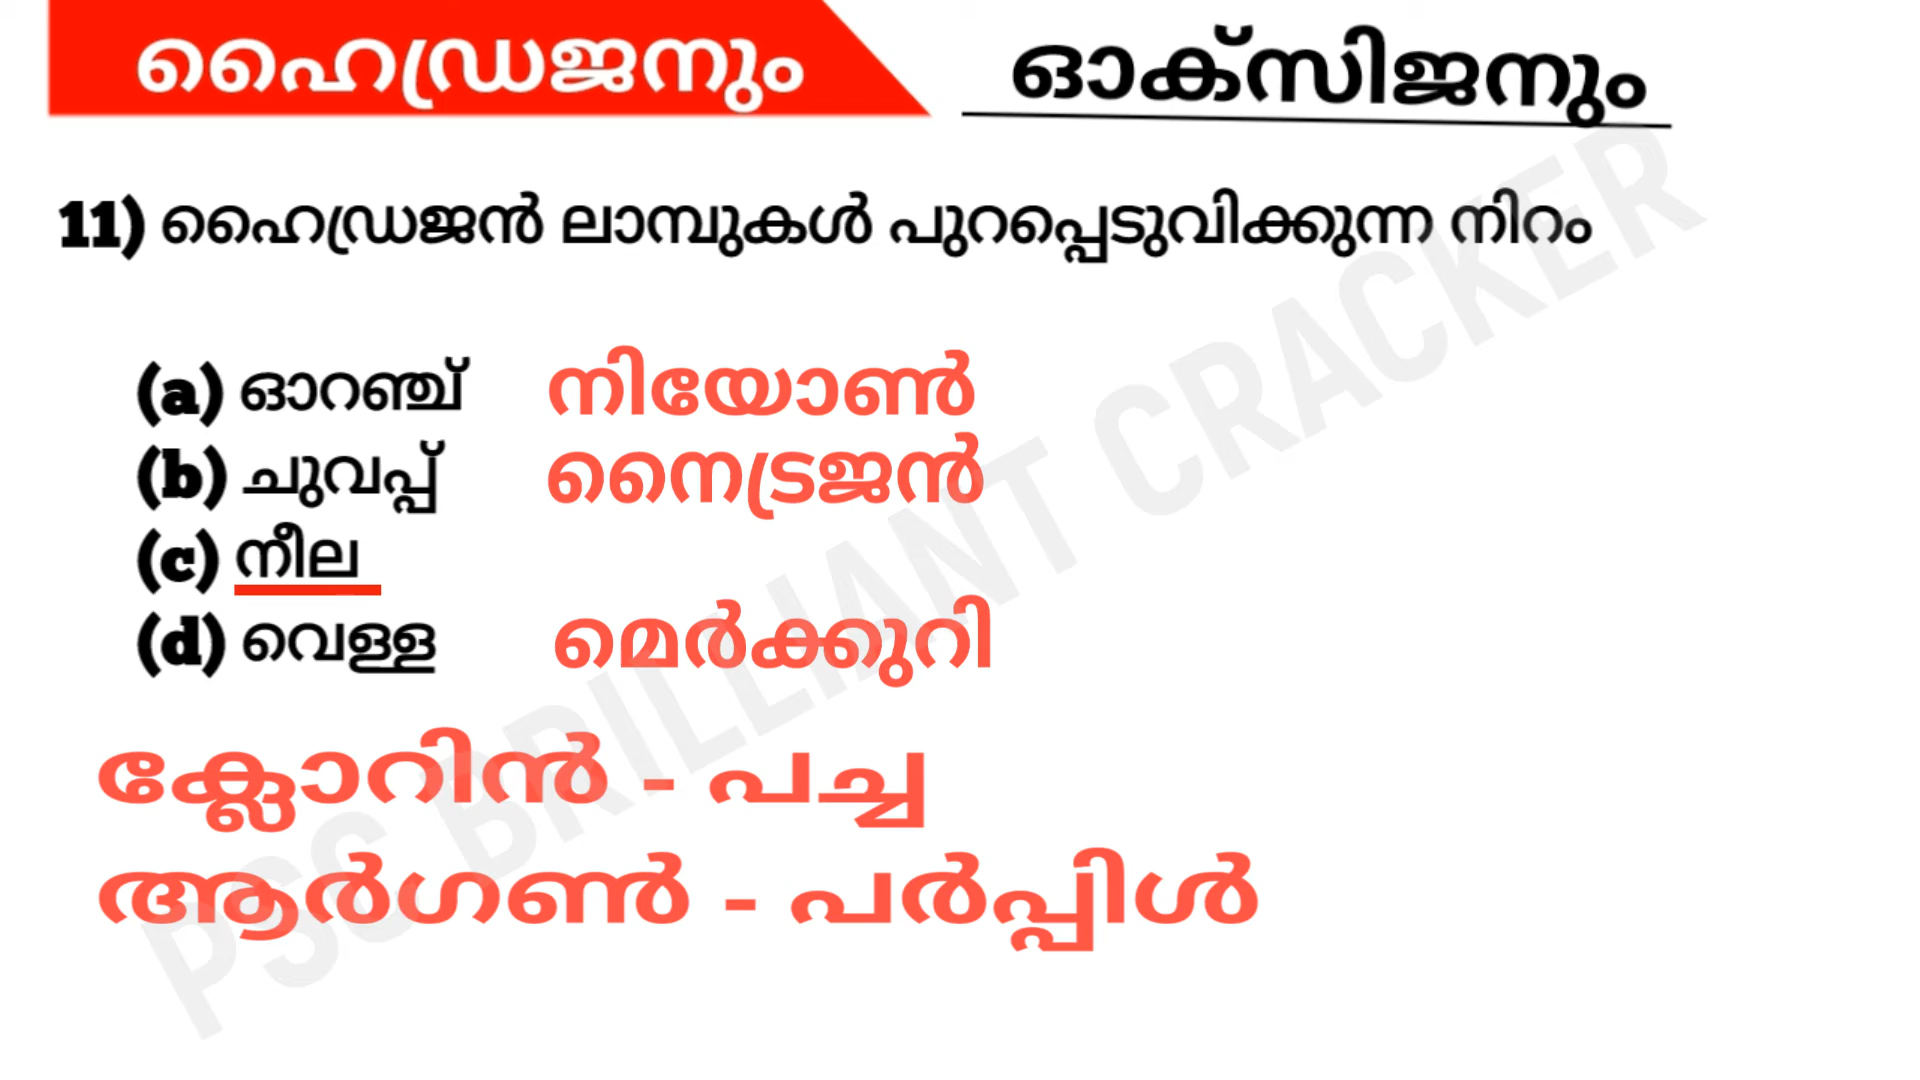 ഹൈഡ്രജനും ഓക്സിജനും
11) ഹൈഡ്രജൻ ലാമ്പുകൾ പുറപ്പെടുവിക്കുന്ന നിറം
(a) ഓറഞ്ച് നിയോൺ
(b) ചുവപ്പ് നൈട്രജൻ
(c) നീല
(d) വെള്ള മെർക്കുറി
ക്ലോറിൻ - പച്ച
ആർഗൺ - പർപ്പിൾ
PSC BRILLIANT CRACKER